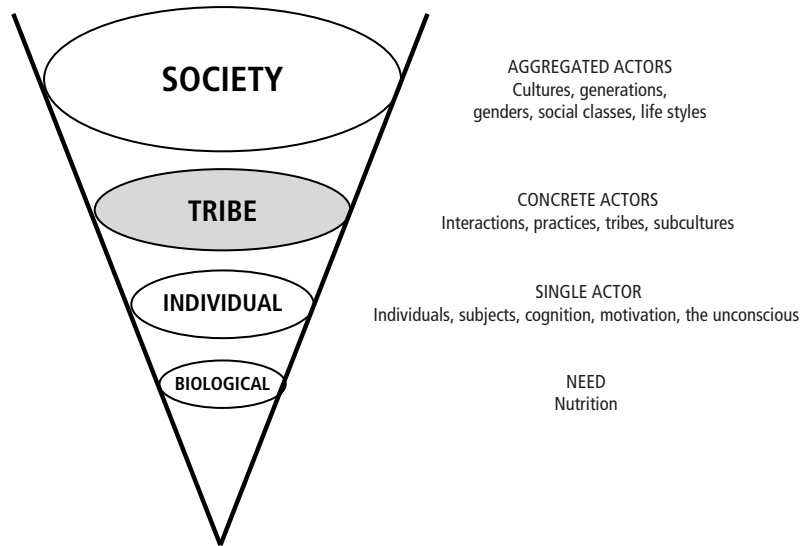 SOCIETY
AGGREGATED ACTORS
Cultures, generations,
genders, social classes, life styles
TRIBE
CONCRETE ACTORS
Interactions, practices, tribes, subcultures
INDIVIDUAL
SINGLE ACTOR
Individuals, subjects, cognition, motivation, the unconscious
BIOLOGICAL
NEED
Nutrition